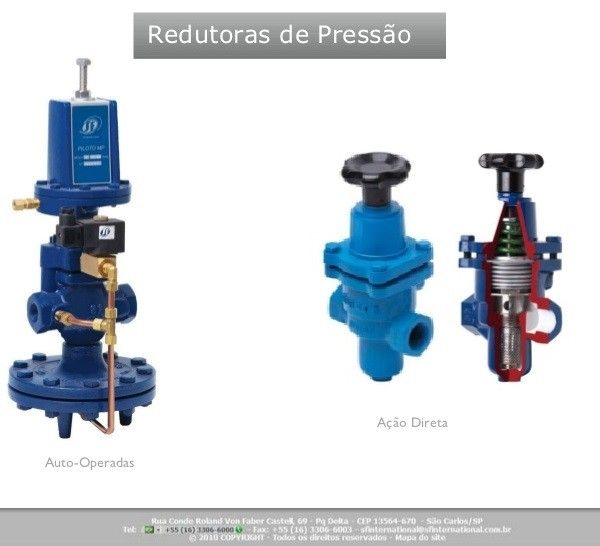 Redutoras de Pressão
SF
PILOTO MP
Ação Direta
Auto-Operadas
Rua Conde Roland Von Faber Castell, 69 - Pq Delta - CEP 13564-670 - São Carlos/SP
Tel: +55 (16) 3306-6000 - Fax: +55 (16) 3306-6003 - sfinternational@sfinternational.com.br
© 2010 COPYRIGHT - Todos os direitos reservados - Mapa do site